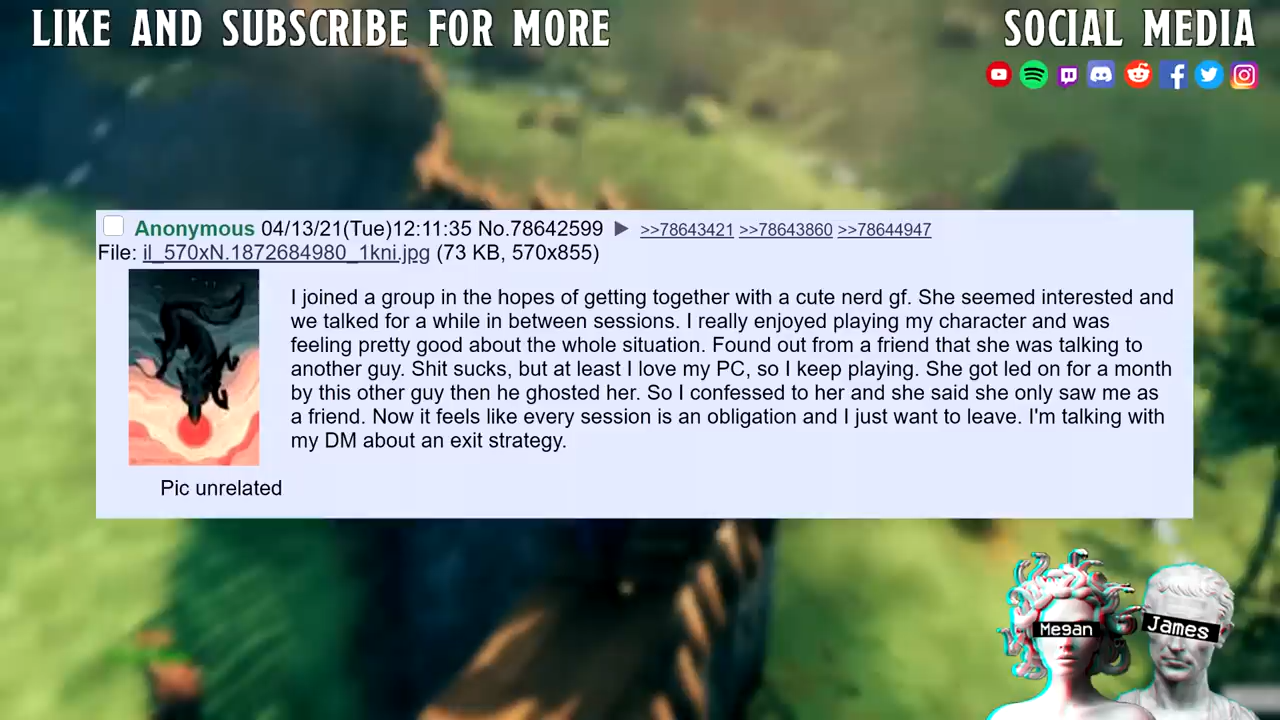 LIKE AND SUBSCRIBE FOR MORE
SOCIAL MEDIA
Anonymous 04/13/21(Tue)12:11:35 No.78642599 ▶ >>78643421 >>78643860 >>78644947
File: il_570xN.1872684980_1kni.jpg (73 KB, 570x855)
I joined a group in the hopes of getting together with a cute nerd gf. She seemed interested and
we talked for a while in between sessions. I really enjoyed playing my character and was
feeling pretty good about the whole situation. Found out from a friend that she was talking to
another guy. Shit sucks, but at least I love my PC, so I keep playing. She got led on for a month
by this other guy then he ghosted her. So I confessed to her and she said she only saw me as
a friend. Now it feels like every session is an obligation and I just want to leave. I'm talking with
my DM about an exit strategy.
Pic unrelated
Megan
James